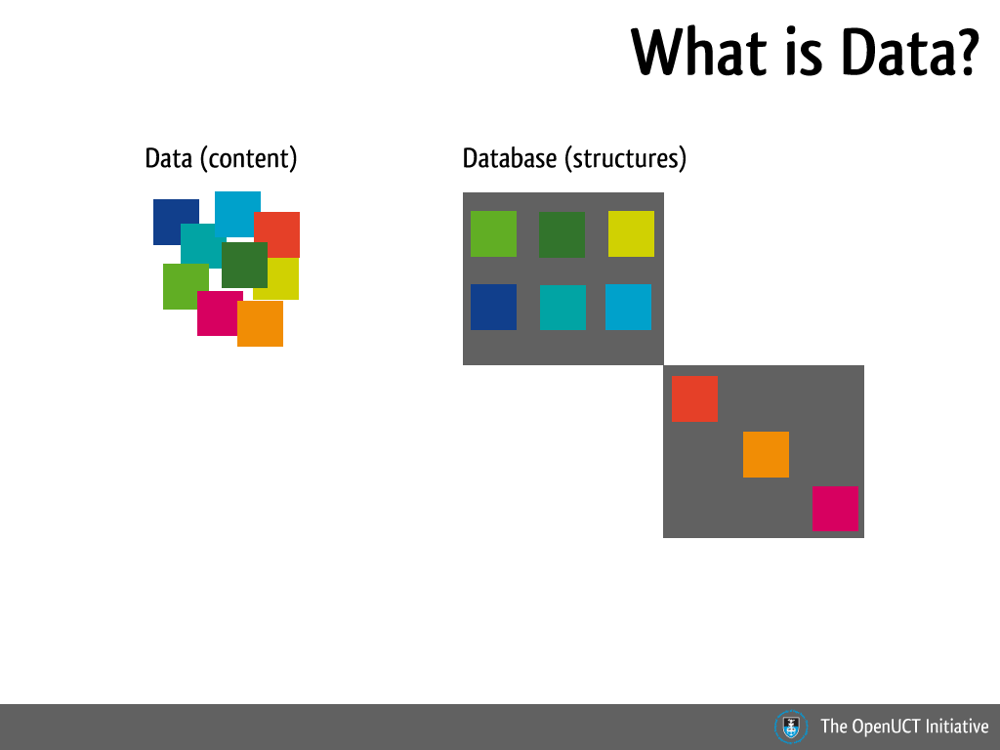 What is Data?
Data (content)
Database (structures)
The OpenUCT Initiative